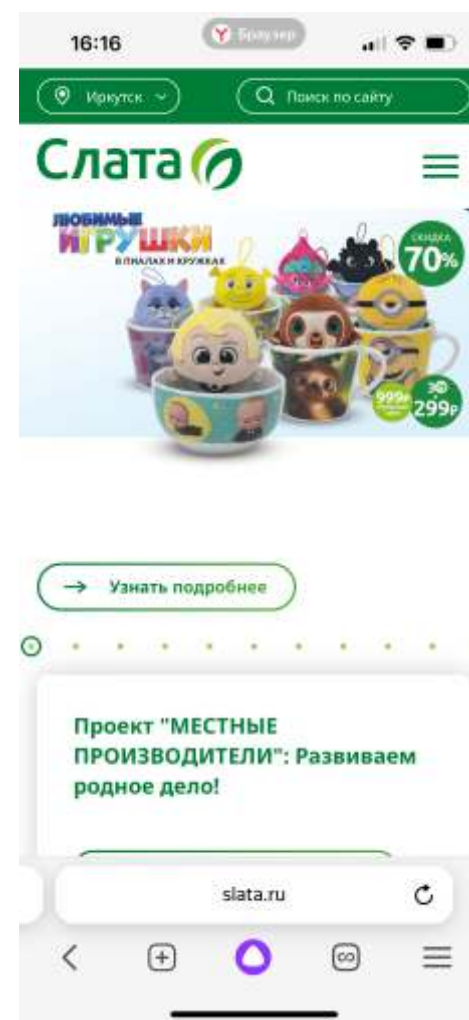 16:16
Браузер
Иркутск
Поиск по сайту
Слата
ЛЮБИМЫЕ
ИГРУШКИ
В ПИАЛАХ И КРУЖКАХ
СКИДКА
70%
999₽
299₽
Узнать подробнее
Проект "МЕСТНЫЕ
ПРОИЗВОДИТЕЛИ": Развиваем
родное дело!
slata.ru